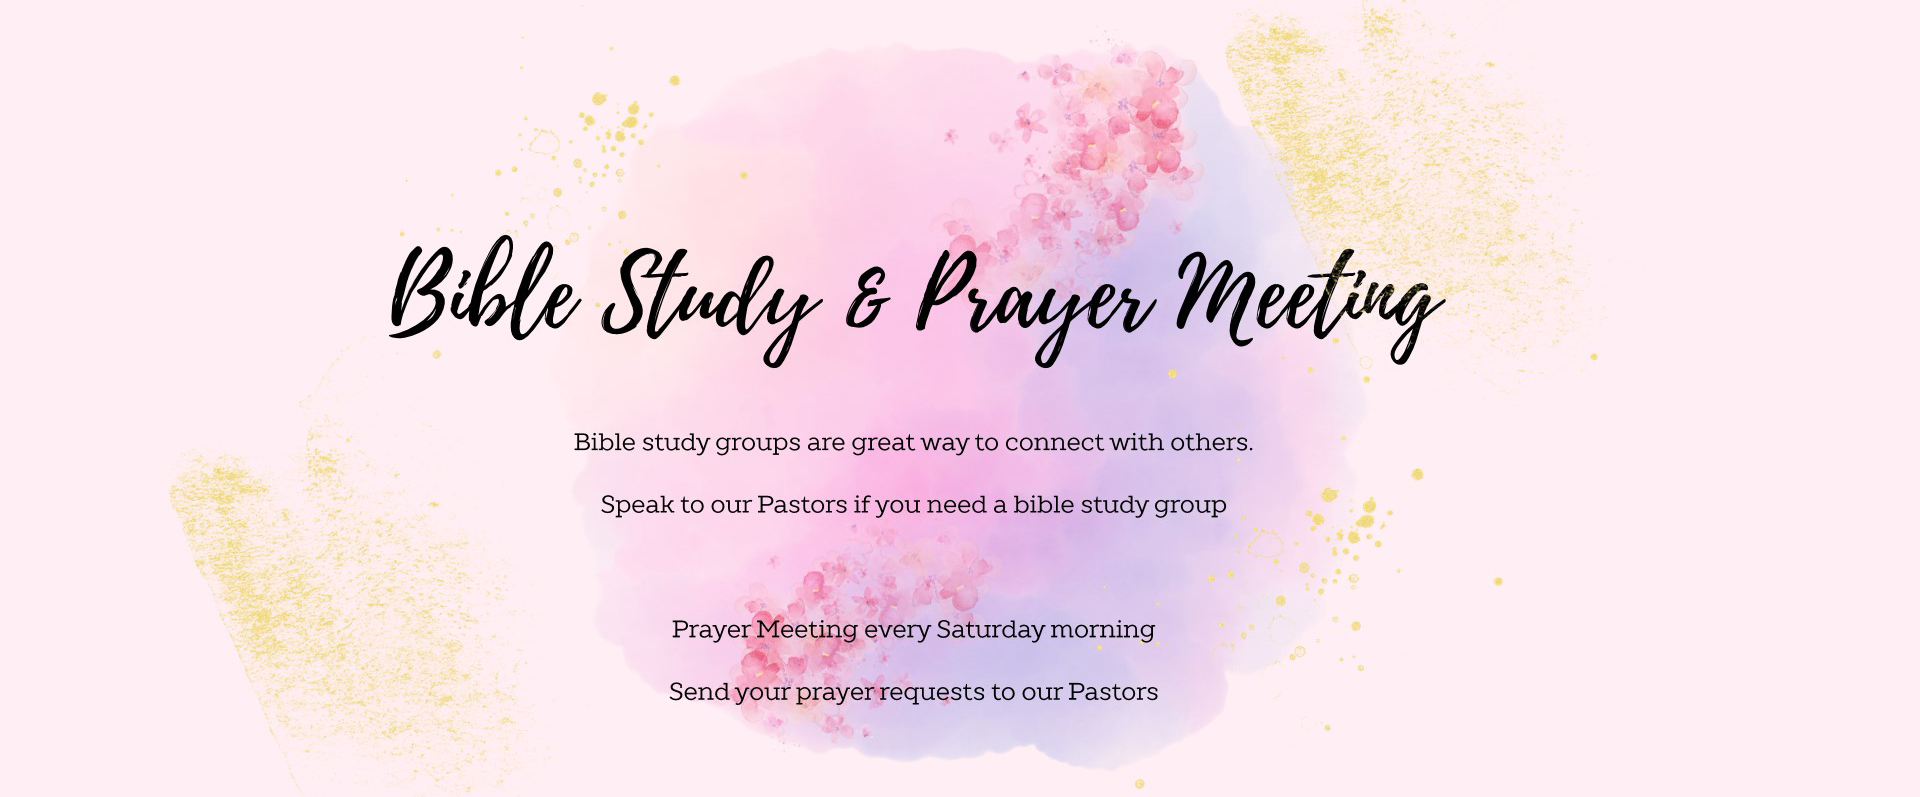 Bible Study & Prayer Meeting
Bible study groups are great way to connect with others.
Speak to our Pastors if you need a bible study group
Prayer Meeting every Saturday morning
Send your prayer requests to our Pastors